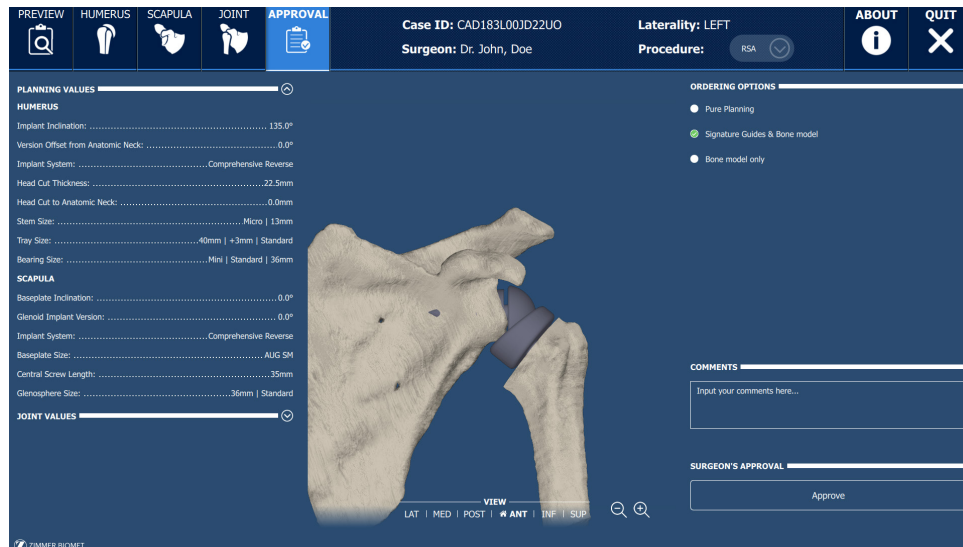 PREVIEW
HUMERUS
SCAPULA
JOINT
APPROVAL
Case ID: CAD183L00JD22UO
Surgeon: Dr. John, Doe
Laterality: LEFT
Procedure: RSA
ABOUT
QUIT
PLANNING VALUES
HUMERUS
Implant Inclination: 135.0°
Version Offset from Anatomic Neck: 0.0°
Implant System: Comprehensive Reverse
Head Cut Thickness: 22.5mm
Head Cut to Anatomic Neck: 0.0mm
Stem Size: Micro | 13mm
Tray Size: 40mm | +3mm | Standard
Bearing Size: Mini | Standard | 36mm
SCAPULA
Baseplate Inclination: 0.0°
Glenoid Implant Version: 0.0°
Implant System: Comprehensive Reverse
Baseplate Size: AUG SM
Central Screw Length: 35mm
Glenosphere Size: 36mm | Standard
JOINT VALUES
ORDERING OPTIONS
Pure Planning
Signature Guides & Bone model
Bone model only
COMMENTS
Input your comments here...
SURGEON'S APPROVAL
Approve
VIEW
LAT | MED | POST | ANT | INF | SUP
ZIMMER BIOMET